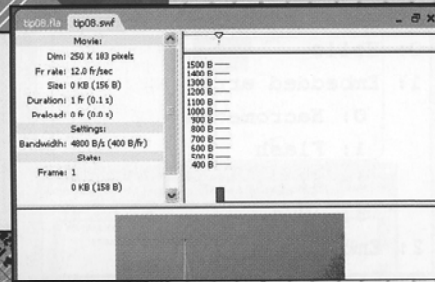 tip08.fla
tip08.swf
Movie:
Dim: 250 X 183 pixels
Fr rate: 12.0 fr/sec
Size: 0 KB (156 B)
Duration: 1 fr (0.1 s)
Preload: 0 fr (0.0 s)
Settings:
Bandwidth: 4800 B/s (400 B/fr)
State:
Frame: 1
0 KB (158 B)
1500 B
1400 B
1300 B
1200 B
1100 B
1000 B
900 B
800 B
700 B
600 B
500 B
400 B